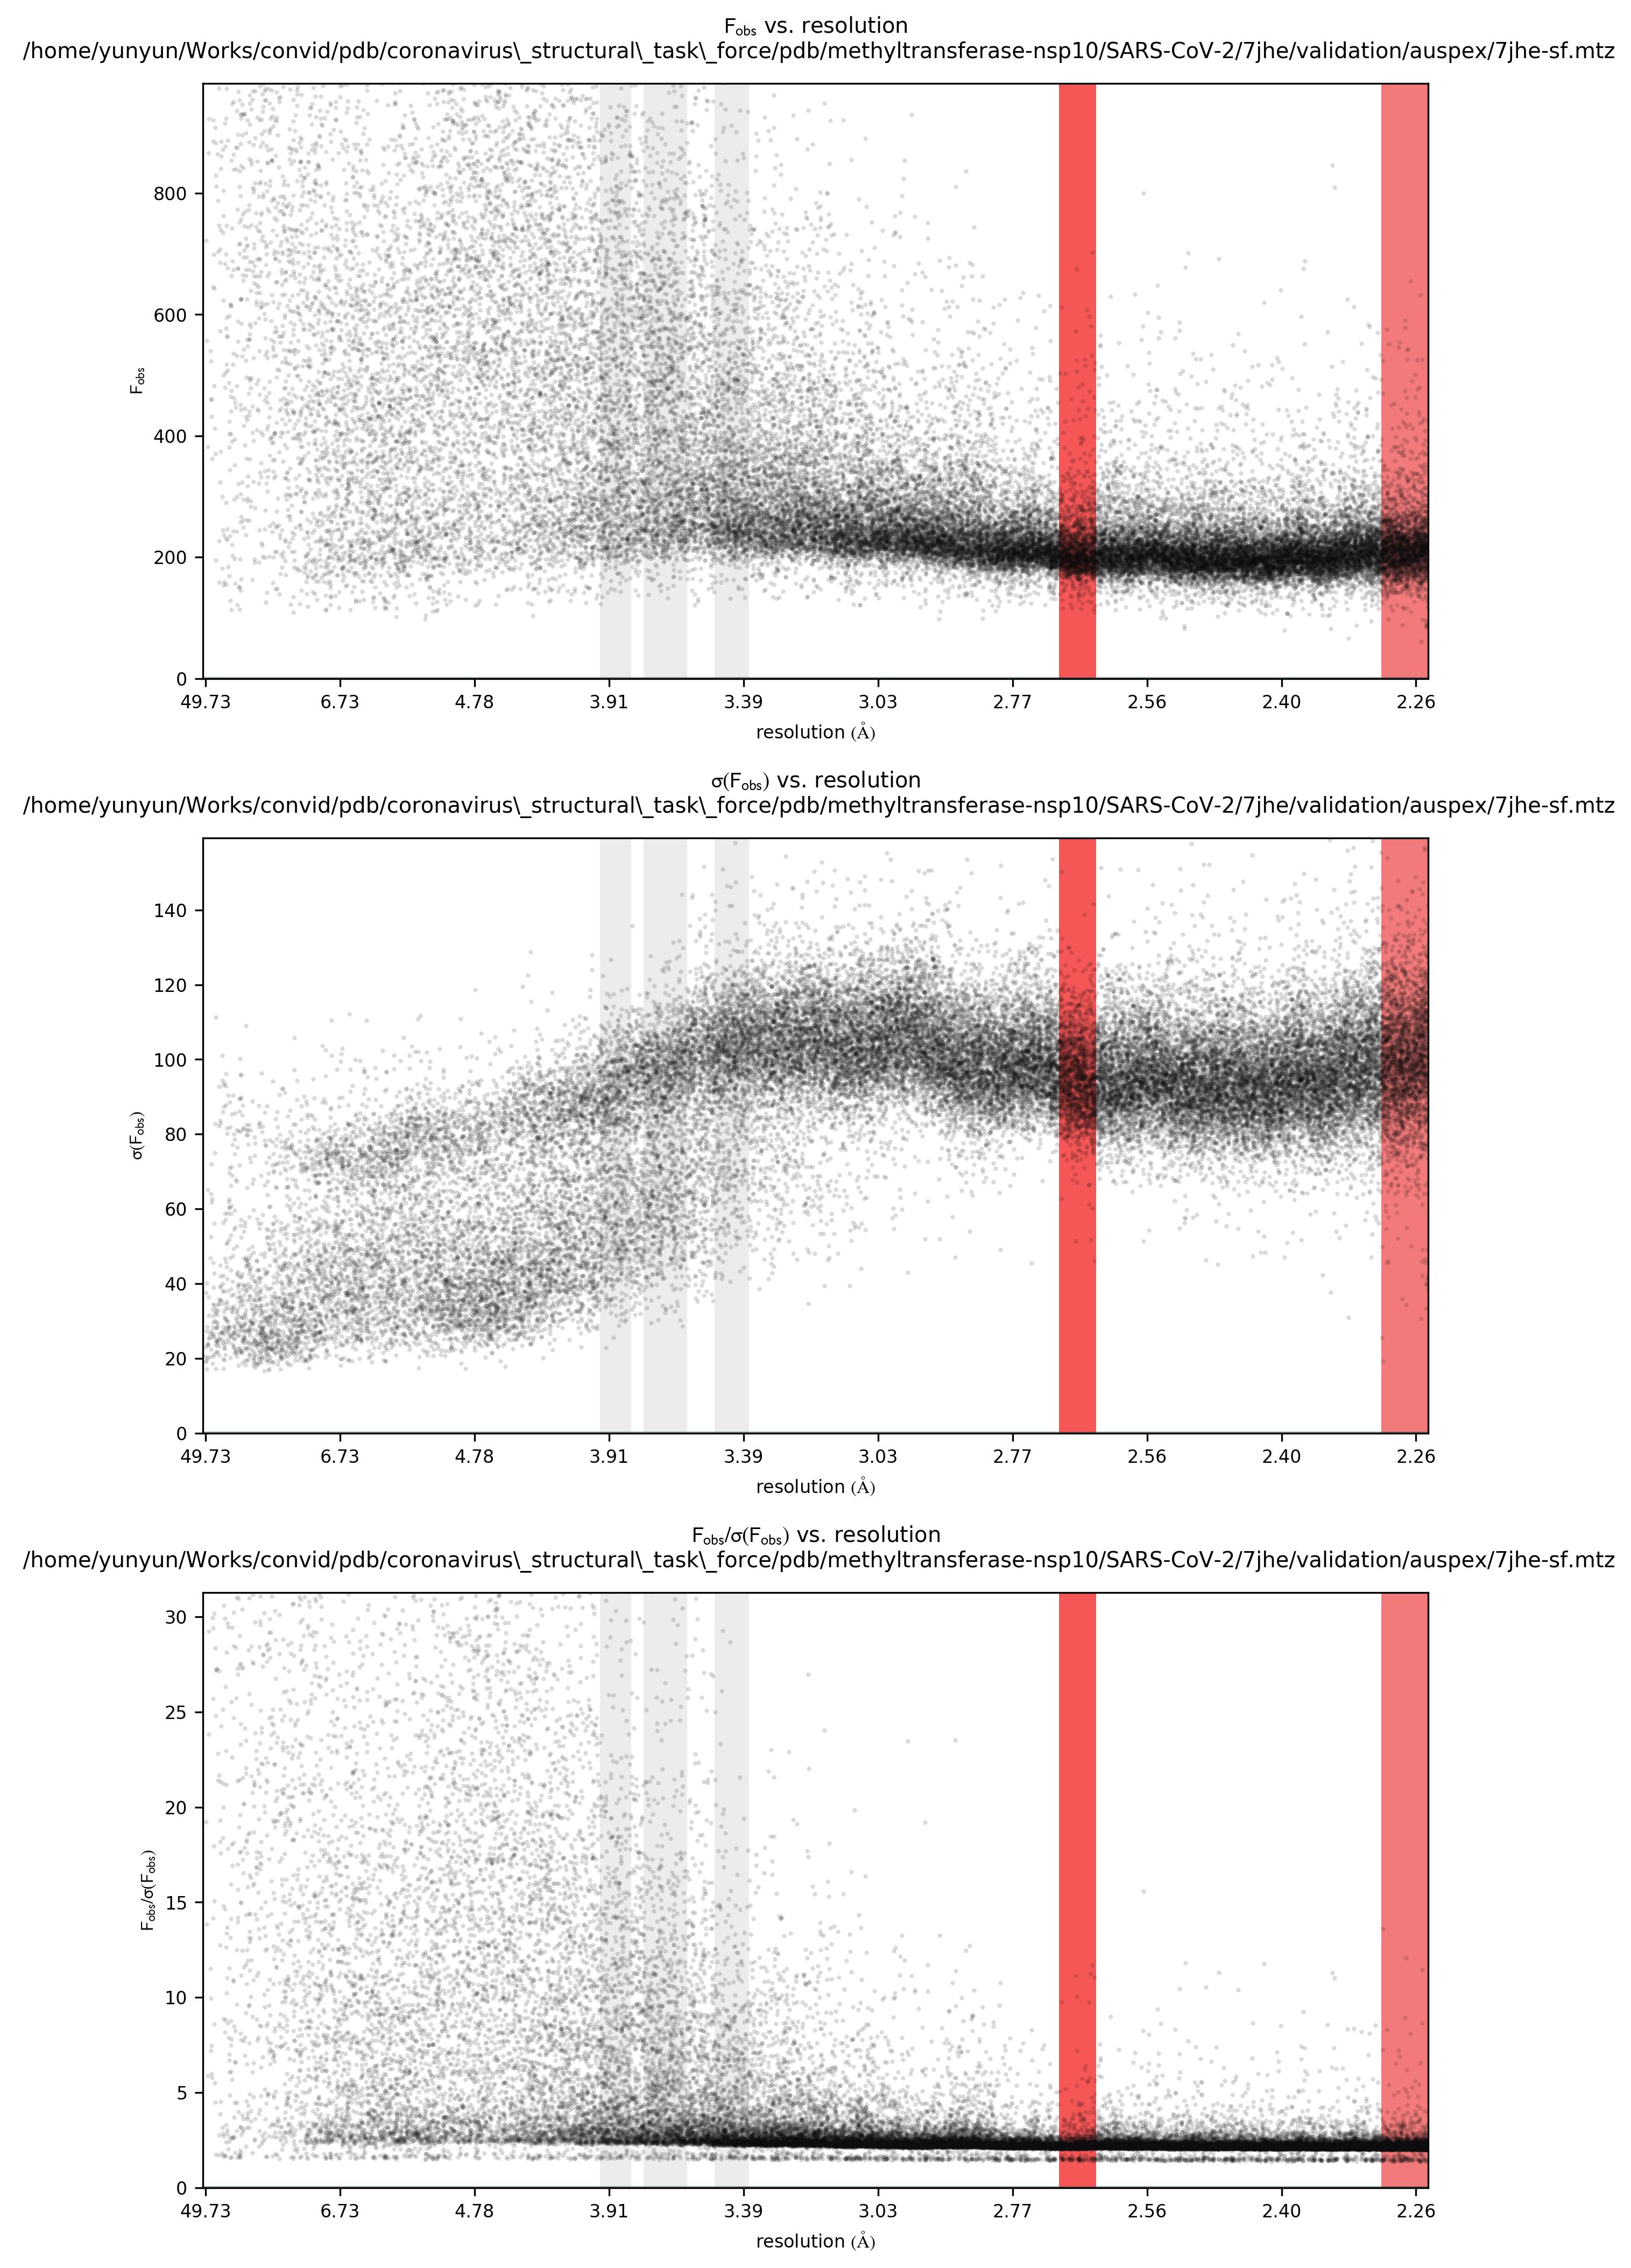 Fobs vs. resolution
/home/yunyun/Works/convid/pdb/coronavirus\_structural\_task\_force/pdb/methyltransferase-nsp10/SARS-CoV-2/7jhe/validation/auspex/7jhe-sf.mtz
800
600
400
200
0
Fobs
49.73 6.73 4.78 3.91 3.39 3.03 2.77 2.56 2.40 2.26
resolution (Å)
σ(Fobs) vs. resolution
/home/yunyun/Works/convid/pdb/coronavirus\_structural\_task\_force/pdb/methyltransferase-nsp10/SARS-CoV-2/7jhe/validation/auspex/7jhe-sf.mtz
140
120
100
80
60
40
20
0
σ(Fobs)
49.73 6.73 4.78 3.91 3.39 3.03 2.77 2.56 2.40 2.26
resolution (Å)
Fobs/σ(Fobs) vs. resolution
/home/yunyun/Works/convid/pdb/coronavirus\_structural\_task\_force/pdb/methyltransferase-nsp10/SARS-CoV-2/7jhe/validation/auspex/7jhe-sf.mtz
30
25
20
15
10
5
0
Fobs/σ(Fobs)
49.73 6.73 4.78 3.91 3.39 3.03 2.77 2.56 2.40 2.26
resolution (Å)